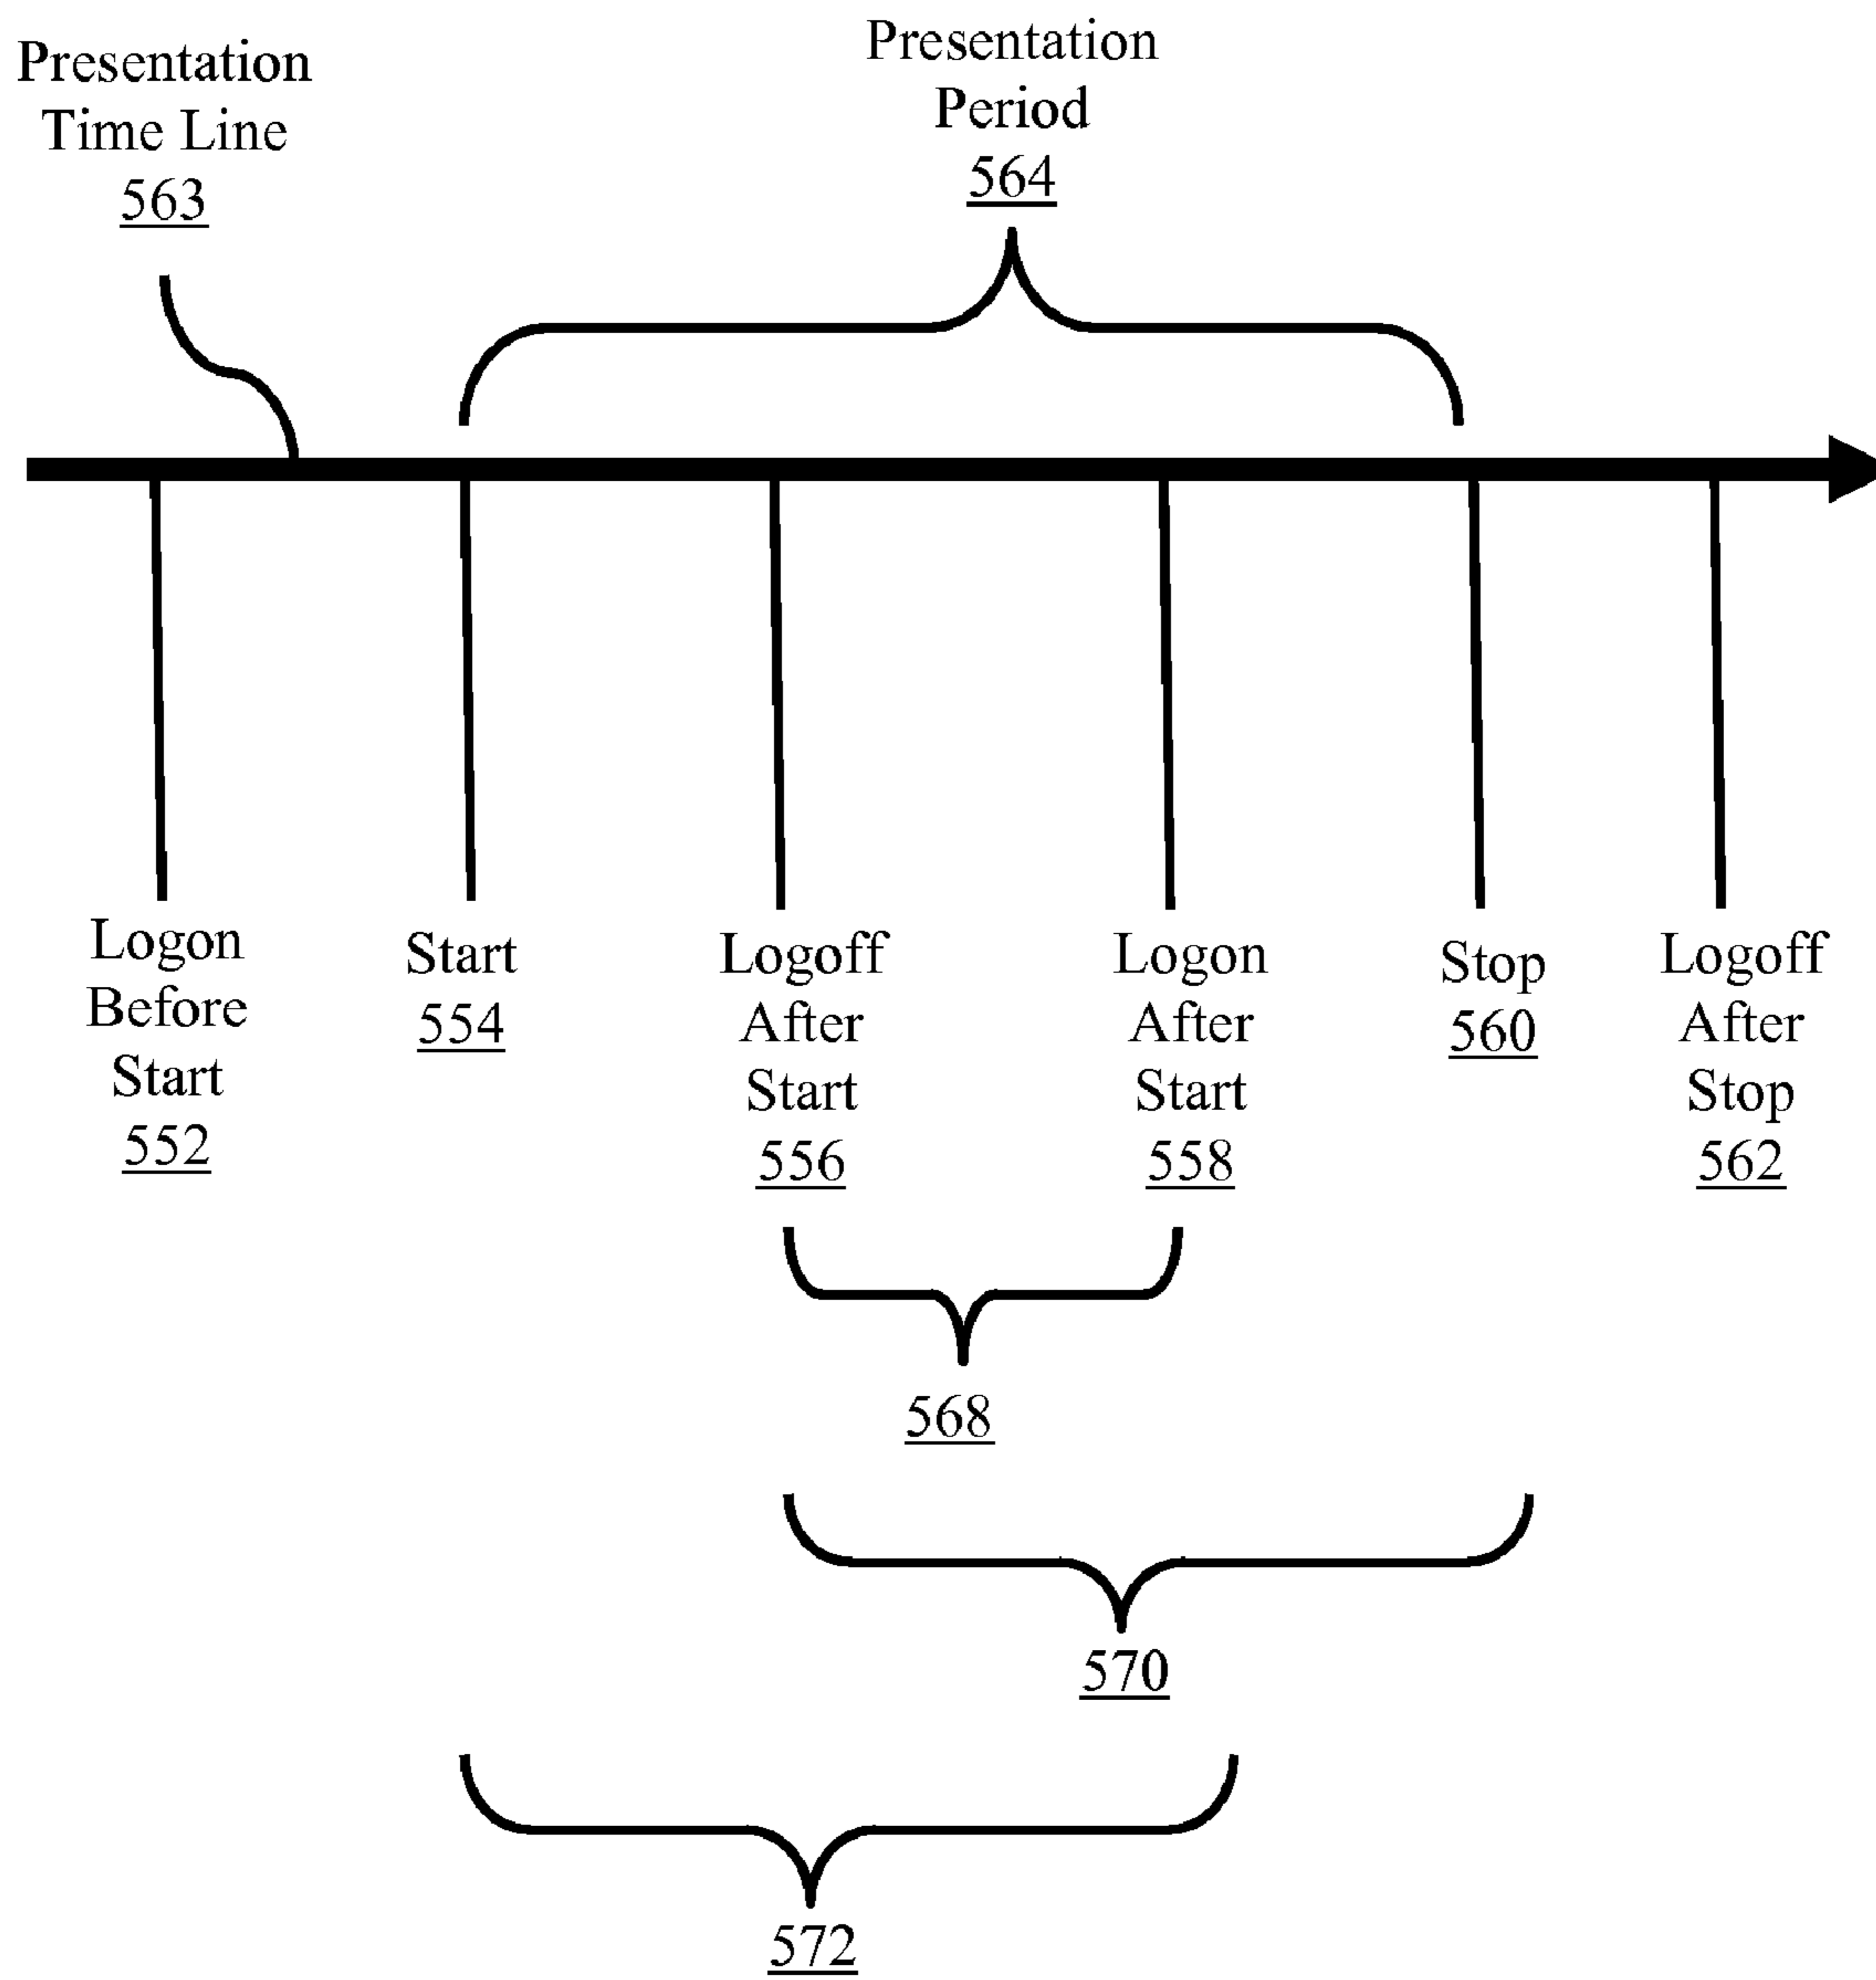 Presentation
Time Line
563
Presentation
Period
564
Logon
Before
Start
552
Start
554
Logoff
After
Start
556
Logon
After
Start
558
Stop
560
Logoff
After
Stop
562
568
570
572